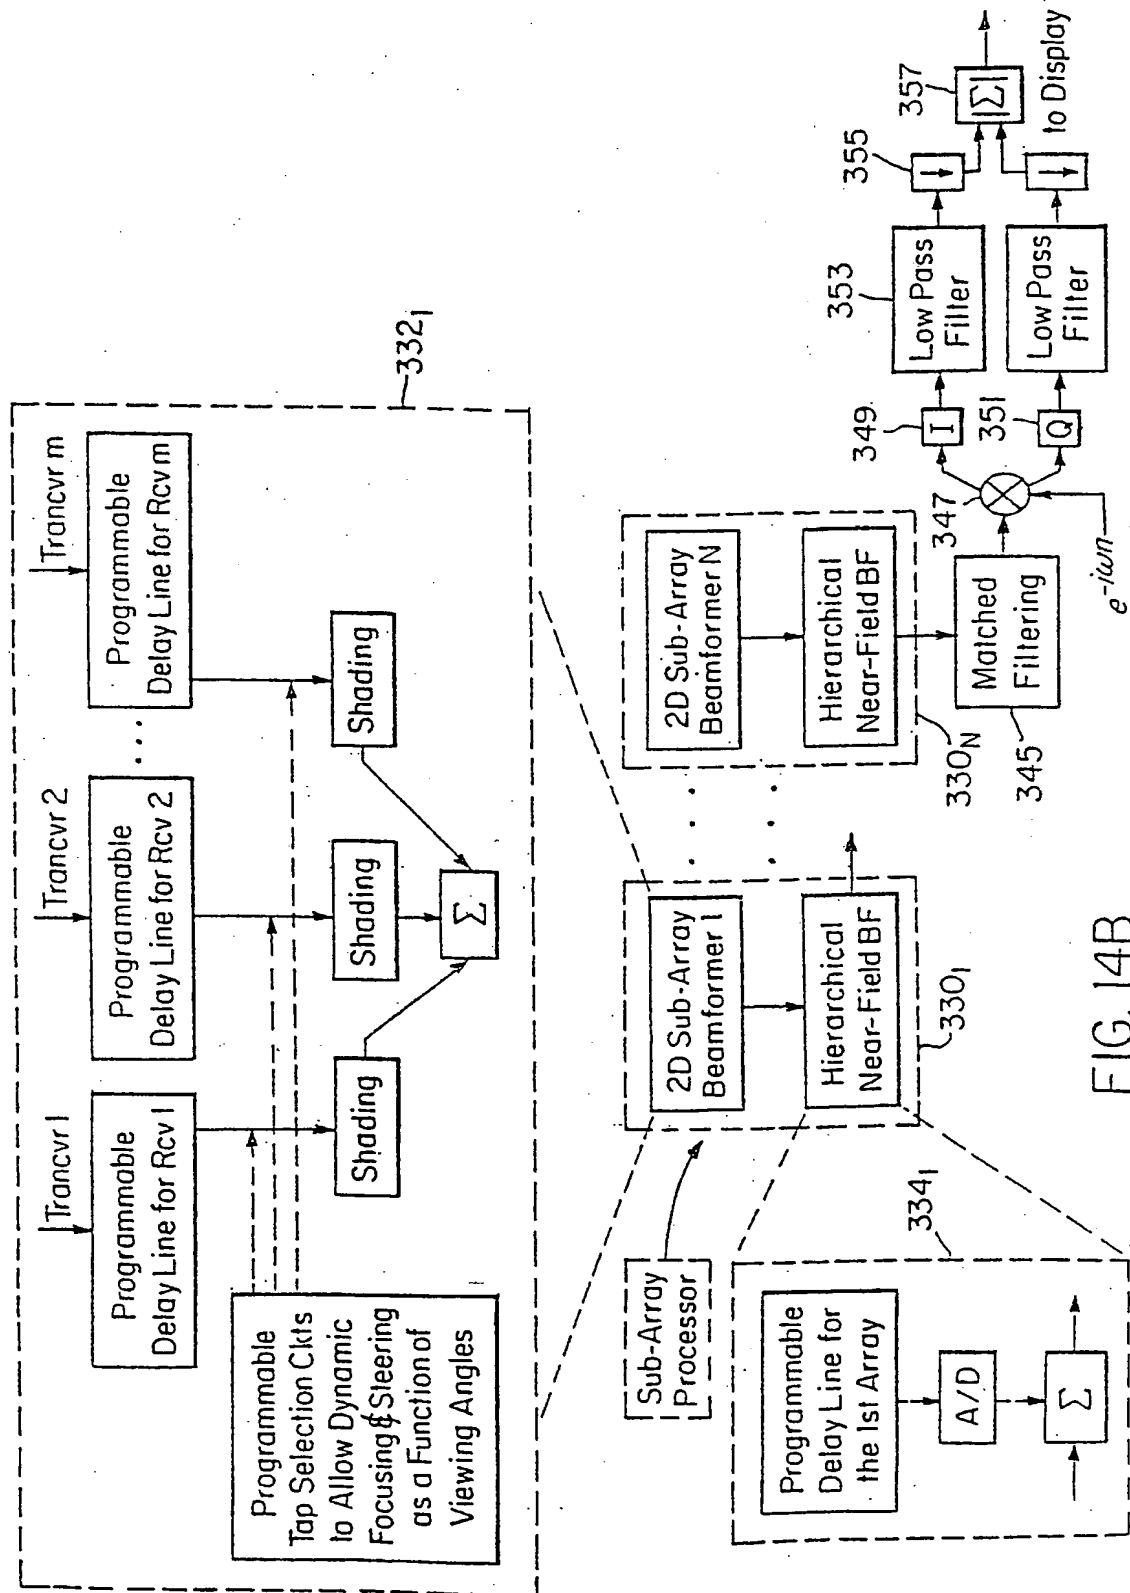 Trancvr 1
Trancvr 2
Trancvr m
Programmable
Delay Line for Rcv 1
Programmable
Delay Line for Rcv 2
. . .
Programmable
Delay Line for Rcv m
Programmable
Tap Selection Ckts
to Allow Dynamic
Focusing & Steering
as a Function of
Viewing Angles
Shading
Shading
Shading
Σ
332₁
Sub-Array
Processor
2D Sub-Array
Beamformer 1
Hierarchical
Near-Field BF
330₁
. . .
. . .
2D Sub-Array
Beamformer N
Hierarchical
Near-Field BF
330N
334₁
Programmable
Delay Line for
the 1st Array
A/D
Σ
Matched
Filtering
345
347
e^-iωn
349
I
351
Q
353
Low Pass
Filter
Low Pass
Filter
355
357
|Σ|
to Display
FIG. 14B